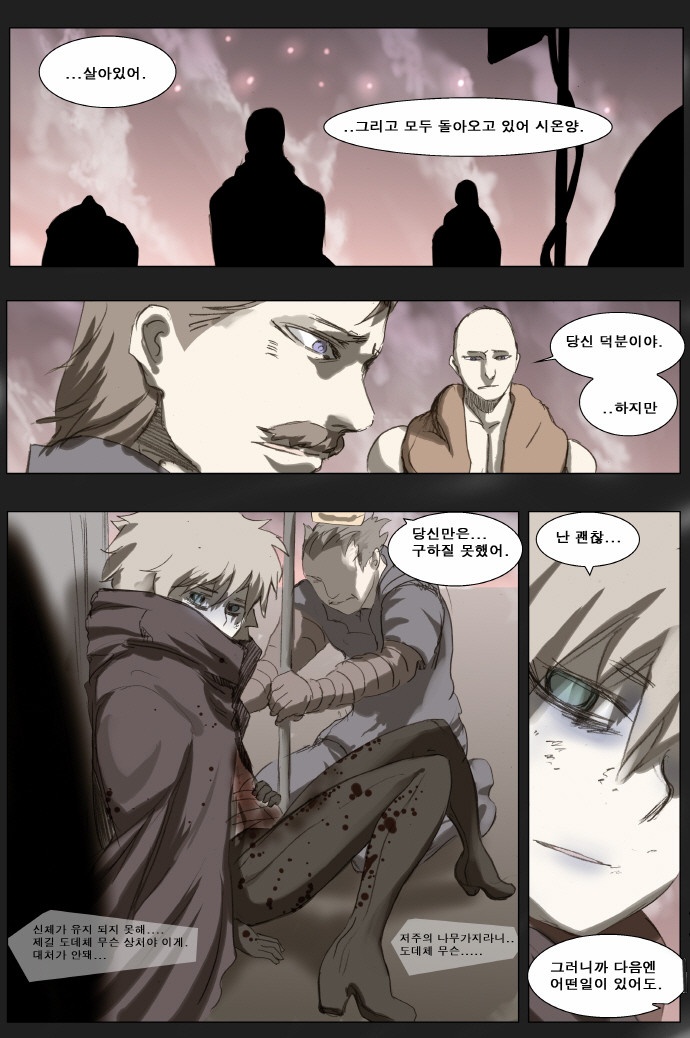 ...살아있어.
..그리고 모두 돌아오고 있어 시온양.
당신 덕분이야.
..하지만
당신만은...
구하질 못했어.
난 괜찮...
신체가 유지 되지 못해....
제길 도데체 무슨 상처야 이게.
대처가 안돼...
저주의 나무가지라니..
도데체 무슨.....
그러니까 다음엔
어떤일이 있어도.